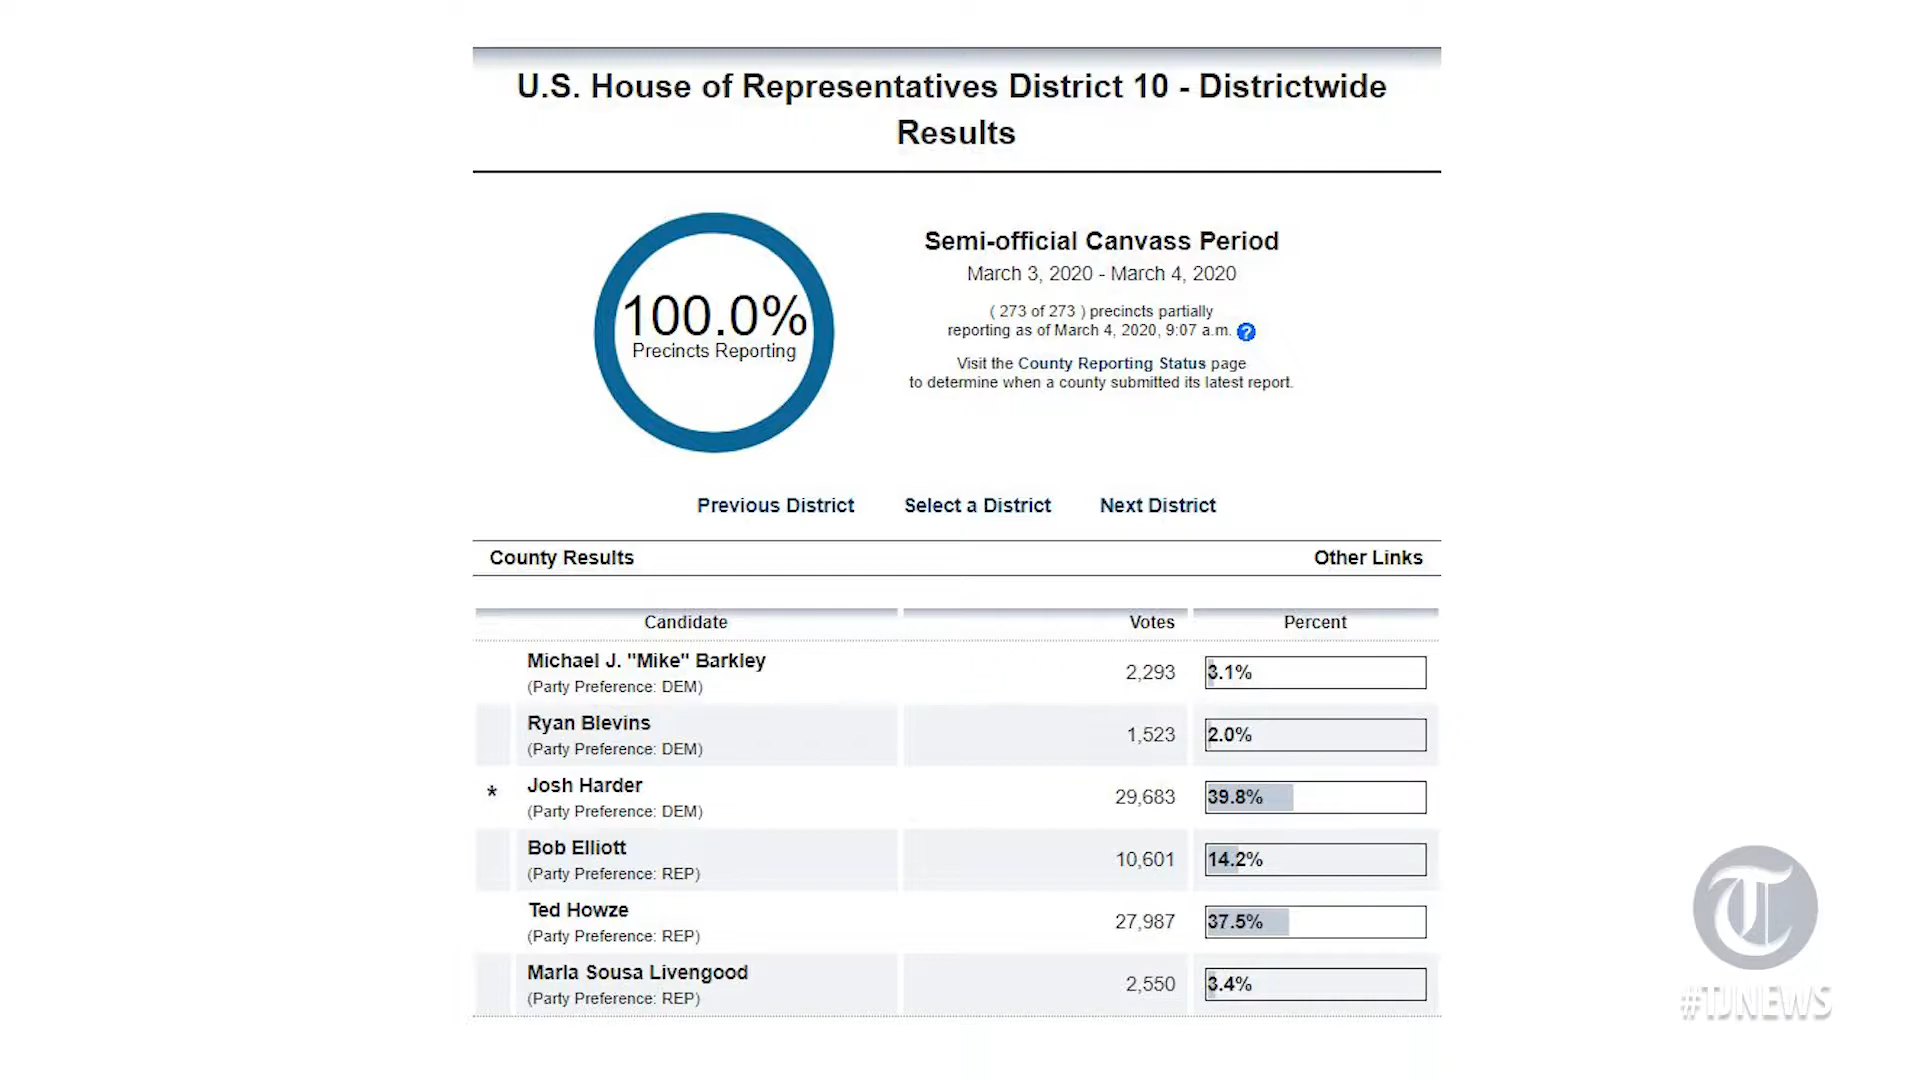 U.S. House of Representatives District 10 - Districtwide
Results
100.0%
Precincts Reporting
Semi-official Canvass Period
March 3, 2020 - March 4, 2020
( 273 of 273 ) precincts partially
reporting as of March 4, 2020, 9:07 a.m. ?
Visit the County Reporting Status page
to determine when a county submitted its latest report.
Previous District Select a District Next District
County Results Other Links
Candidate Votes Percent
Michael J. "Mike" Barkley
(Party Preference: DEM)
2,293 3.1%
Ryan Blevins
(Party Preference: DEM)
1,523 2.0%
* Josh Harder
(Party Preference: DEM)
29,683 39.8%
Bob Elliott
(Party Preference: REP)
10,601 14.2%
Ted Howze
(Party Preference: REP)
27,987 37.5%
Marla Sousa Livengood
(Party Preference: REP)
2,550 3.4%
T
#TJNEWS